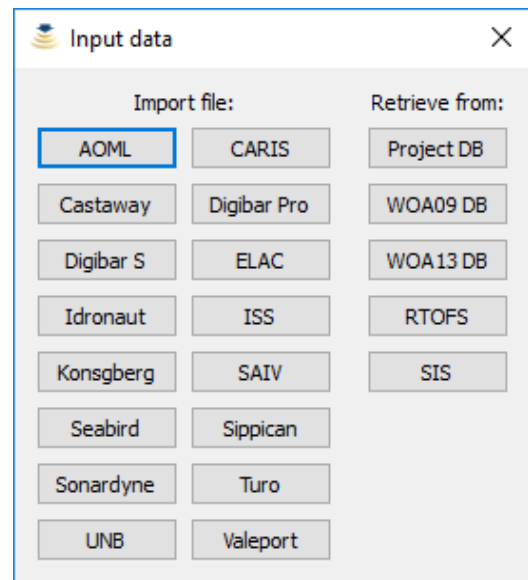 Input data
Import file: Retrieve from:
AOML CARIS Project DB
Castaway Digibar Pro WOA09 DB
Digibar S ELAC WOA13 DB
Idronaut ISS RTOFS
Konsgberg SAIV SIS
Seabird Sippican
Sonardyne Turo
UNB Valeport